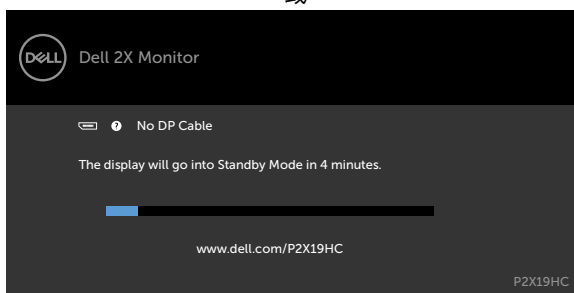 或
DELL
Dell 2X Monitor
No DP Cable
The display will go into Standby Mode in 4 minutes.
www.dell.com/P2X19HC
P2X19HC